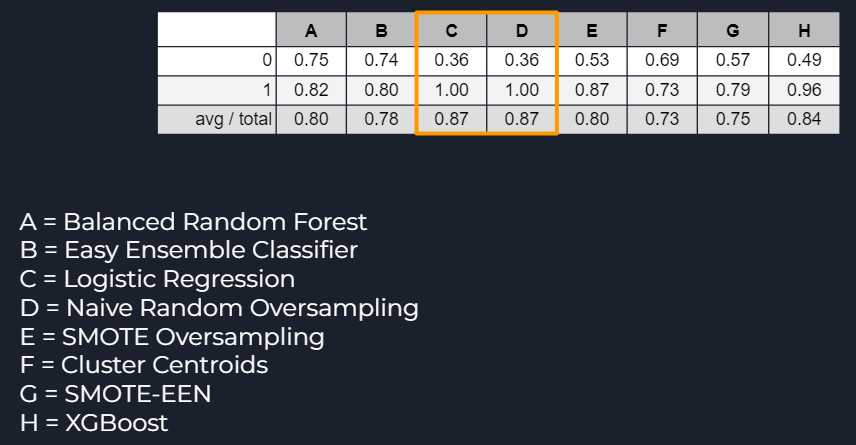 A B C D E F G H
0 0.75 0.74 0.36 0.36 0.53 0.69 0.57 0.49
1 0.82 0.80 1.00 1.00 0.87 0.73 0.79 0.96
avg / total 0.80 0.78 0.87 0.87 0.80 0.73 0.75 0.84
A = Balanced Random Forest
B = Easy Ensemble Classifier
C = Logistic Regression
D = Naive Random Oversampling
E = SMOTE Oversampling
F = Cluster Centroids
G = SMOTE-EEN
H = XGBoost